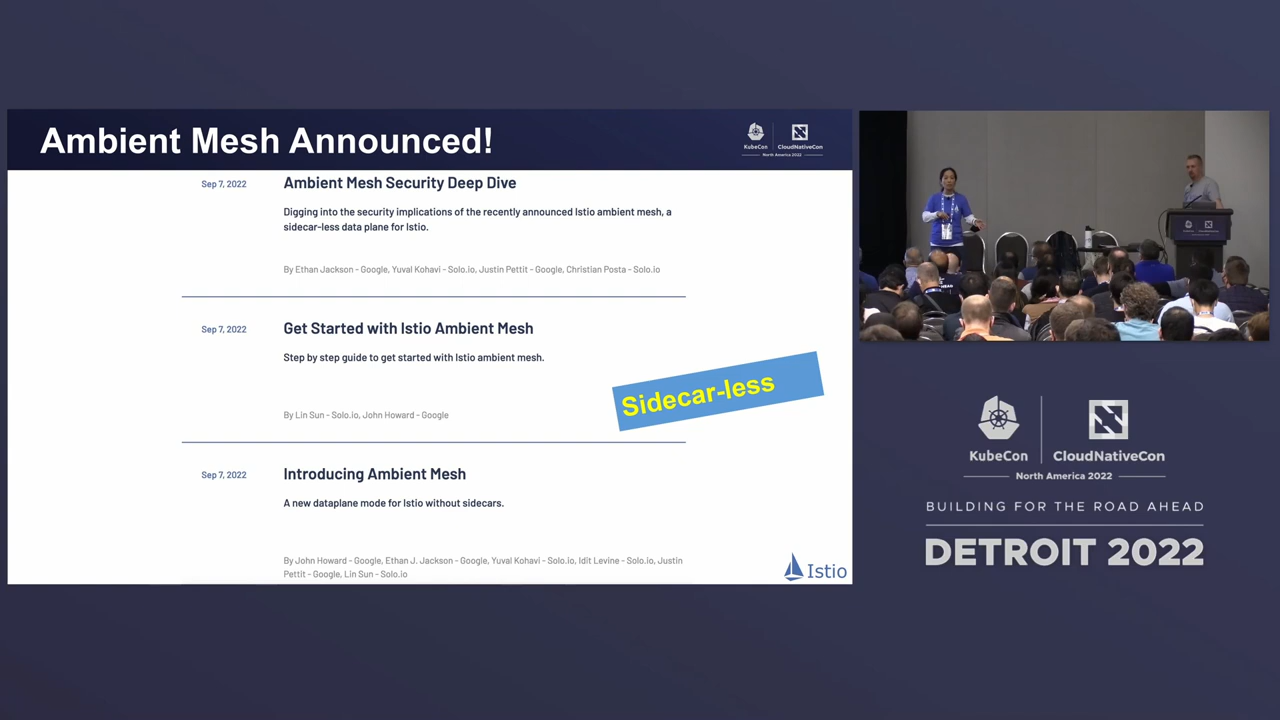 Ambient Mesh Announced!
KubeCon
CloudNativeCon
North America 2022
Sep 7, 2022
Ambient Mesh Security Deep Dive
Digging into the security implications of the recently announced Istio ambient mesh, a
sidecar-less data plane for Istio.
By Ethan Jackson - Google, Yuval Kohavi - Solo.io, Justin Pettit - Google, Christian Posta - Solo.io
Sep 7, 2022
Get Started with Istio Ambient Mesh
Step by step guide to get started with Istio ambient mesh.
By Lin Sun - Solo.io, John Howard - Google
Sidecar-less
Sep 7, 2022
Introducing Ambient Mesh
A new dataplane mode for Istio without sidecars.
By John Howard - Google, Ethan J. Jackson - Google, Yuval Kohavi - Solo.io, Idit Levine - Solo.io, Justin
Pettit - Google, Lin Sun - Solo.io
Istio
KubeCon
CloudNativeCon
North America 2022
BUILDING FOR THE ROAD AHEAD
DETROIT 2022